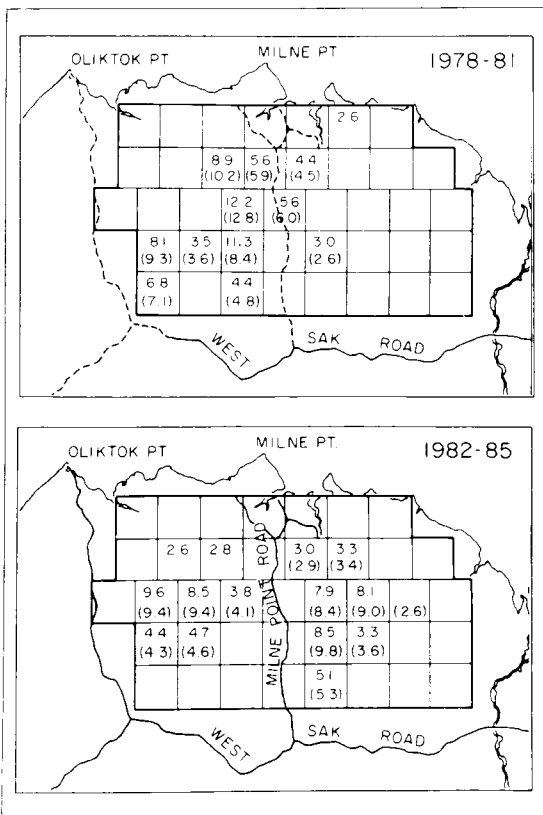 OLIKTOK PT
MILNE PT
1978-81
2.6
8.9 5.6 4.4
(10.2) (5.9) (4.5)
12.2 5.6
(12.8) (6.0)
8.1 3.5 11.3 3.0
(9.3) (3.6) (8.4) (2.6)
6.8 4.4
(7.1) (4.8)
WEST SAK ROAD
OLIKTOK PT
MILNE PT.
1982-85
MILNE POINT ROAD
2.6 2.8 3.0 3.3
(2.9) (3.4)
9.6 8.5 3.8 7.9 8.1
(9.4) (9.4) (4.1) (8.4) (9.0) (2.6)
4.4 4.7 8.5 3.3
(4.3) (4.6) (9.8) (3.6)
5.1
(5.3)
WEST SAK ROAD